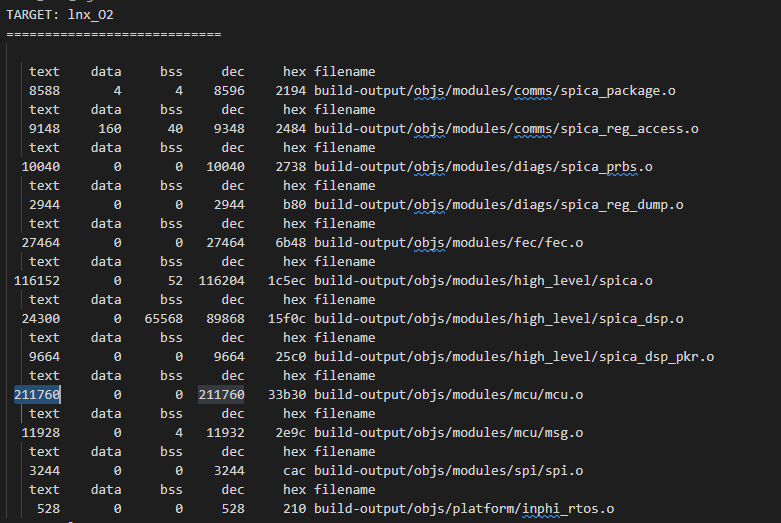 TARGET: lnx_O2
============================
text data bss dec hex filename
8588 4 4 8596 2194 build-output/objs/modules/comms/spica_package.o
text data bss dec hex filename
9148 160 40 9348 2484 build-output/objs/modules/comms/spica_reg_access.o
text data bss dec hex filename
10040 0 0 10040 2738 build-output/objs/modules/diags/spica_prbs.o
text data bss dec hex filename
2944 0 0 2944 b80 build-output/objs/modules/diags/spica_reg_dump.o
text data bss dec hex filename
27464 0 0 27464 6b48 build-output/objs/modules/fec/fec.o
text data bss dec hex filename
116152 0 52 116204 1c5ec build-output/objs/modules/high_level/spica.o
text data bss dec hex filename
24300 0 65568 89868 15f0c build-output/objs/modules/high_level/spica_dsp.o
text data bss dec hex filename
9664 0 0 9664 25c0 build-output/objs/modules/high_level/spica_dsp_pkr.o
text data bss dec hex filename
211760 0 0 211760 33b30 build-output/objs/modules/mcu/mcu.o
text data bss dec hex filename
11928 0 4 11932 2e9c build-output/objs/modules/mcu/msg.o
text data bss dec hex filename
3244 0 0 3244 cac build-output/objs/modules/spi/spi.o
text data bss dec hex filename
528 0 0 528 210 build-output/objs/platform/inphi_rtos.o